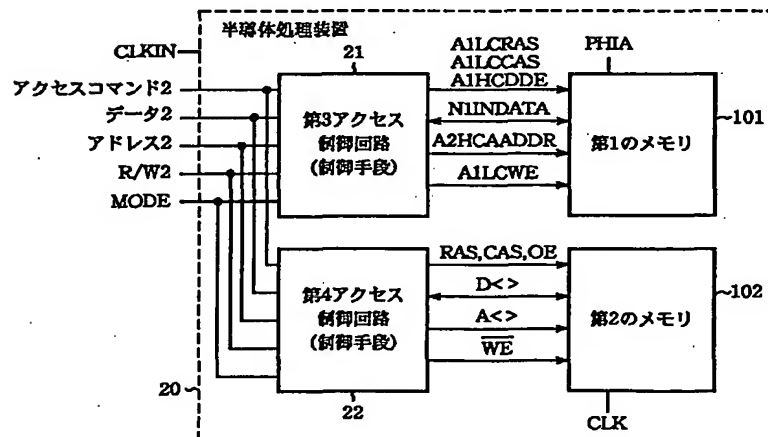 半導体処理装置
CLKIN
アクセスコマンド2
データ2
アドレス2
R/W2
MODE
21
第3アクセス
制御回路
(制御手段)
A1LCRAS
A1LCCAS
A1HCDDE
N1INDATA
A2HCAADDR
A1LCWE
PHIA
第1のメモリ
101
第4アクセス
制御回路
(制御手段)
22
RAS,CAS,OE
D<>
A<>
WE
第2のメモリ
102
CLK
20